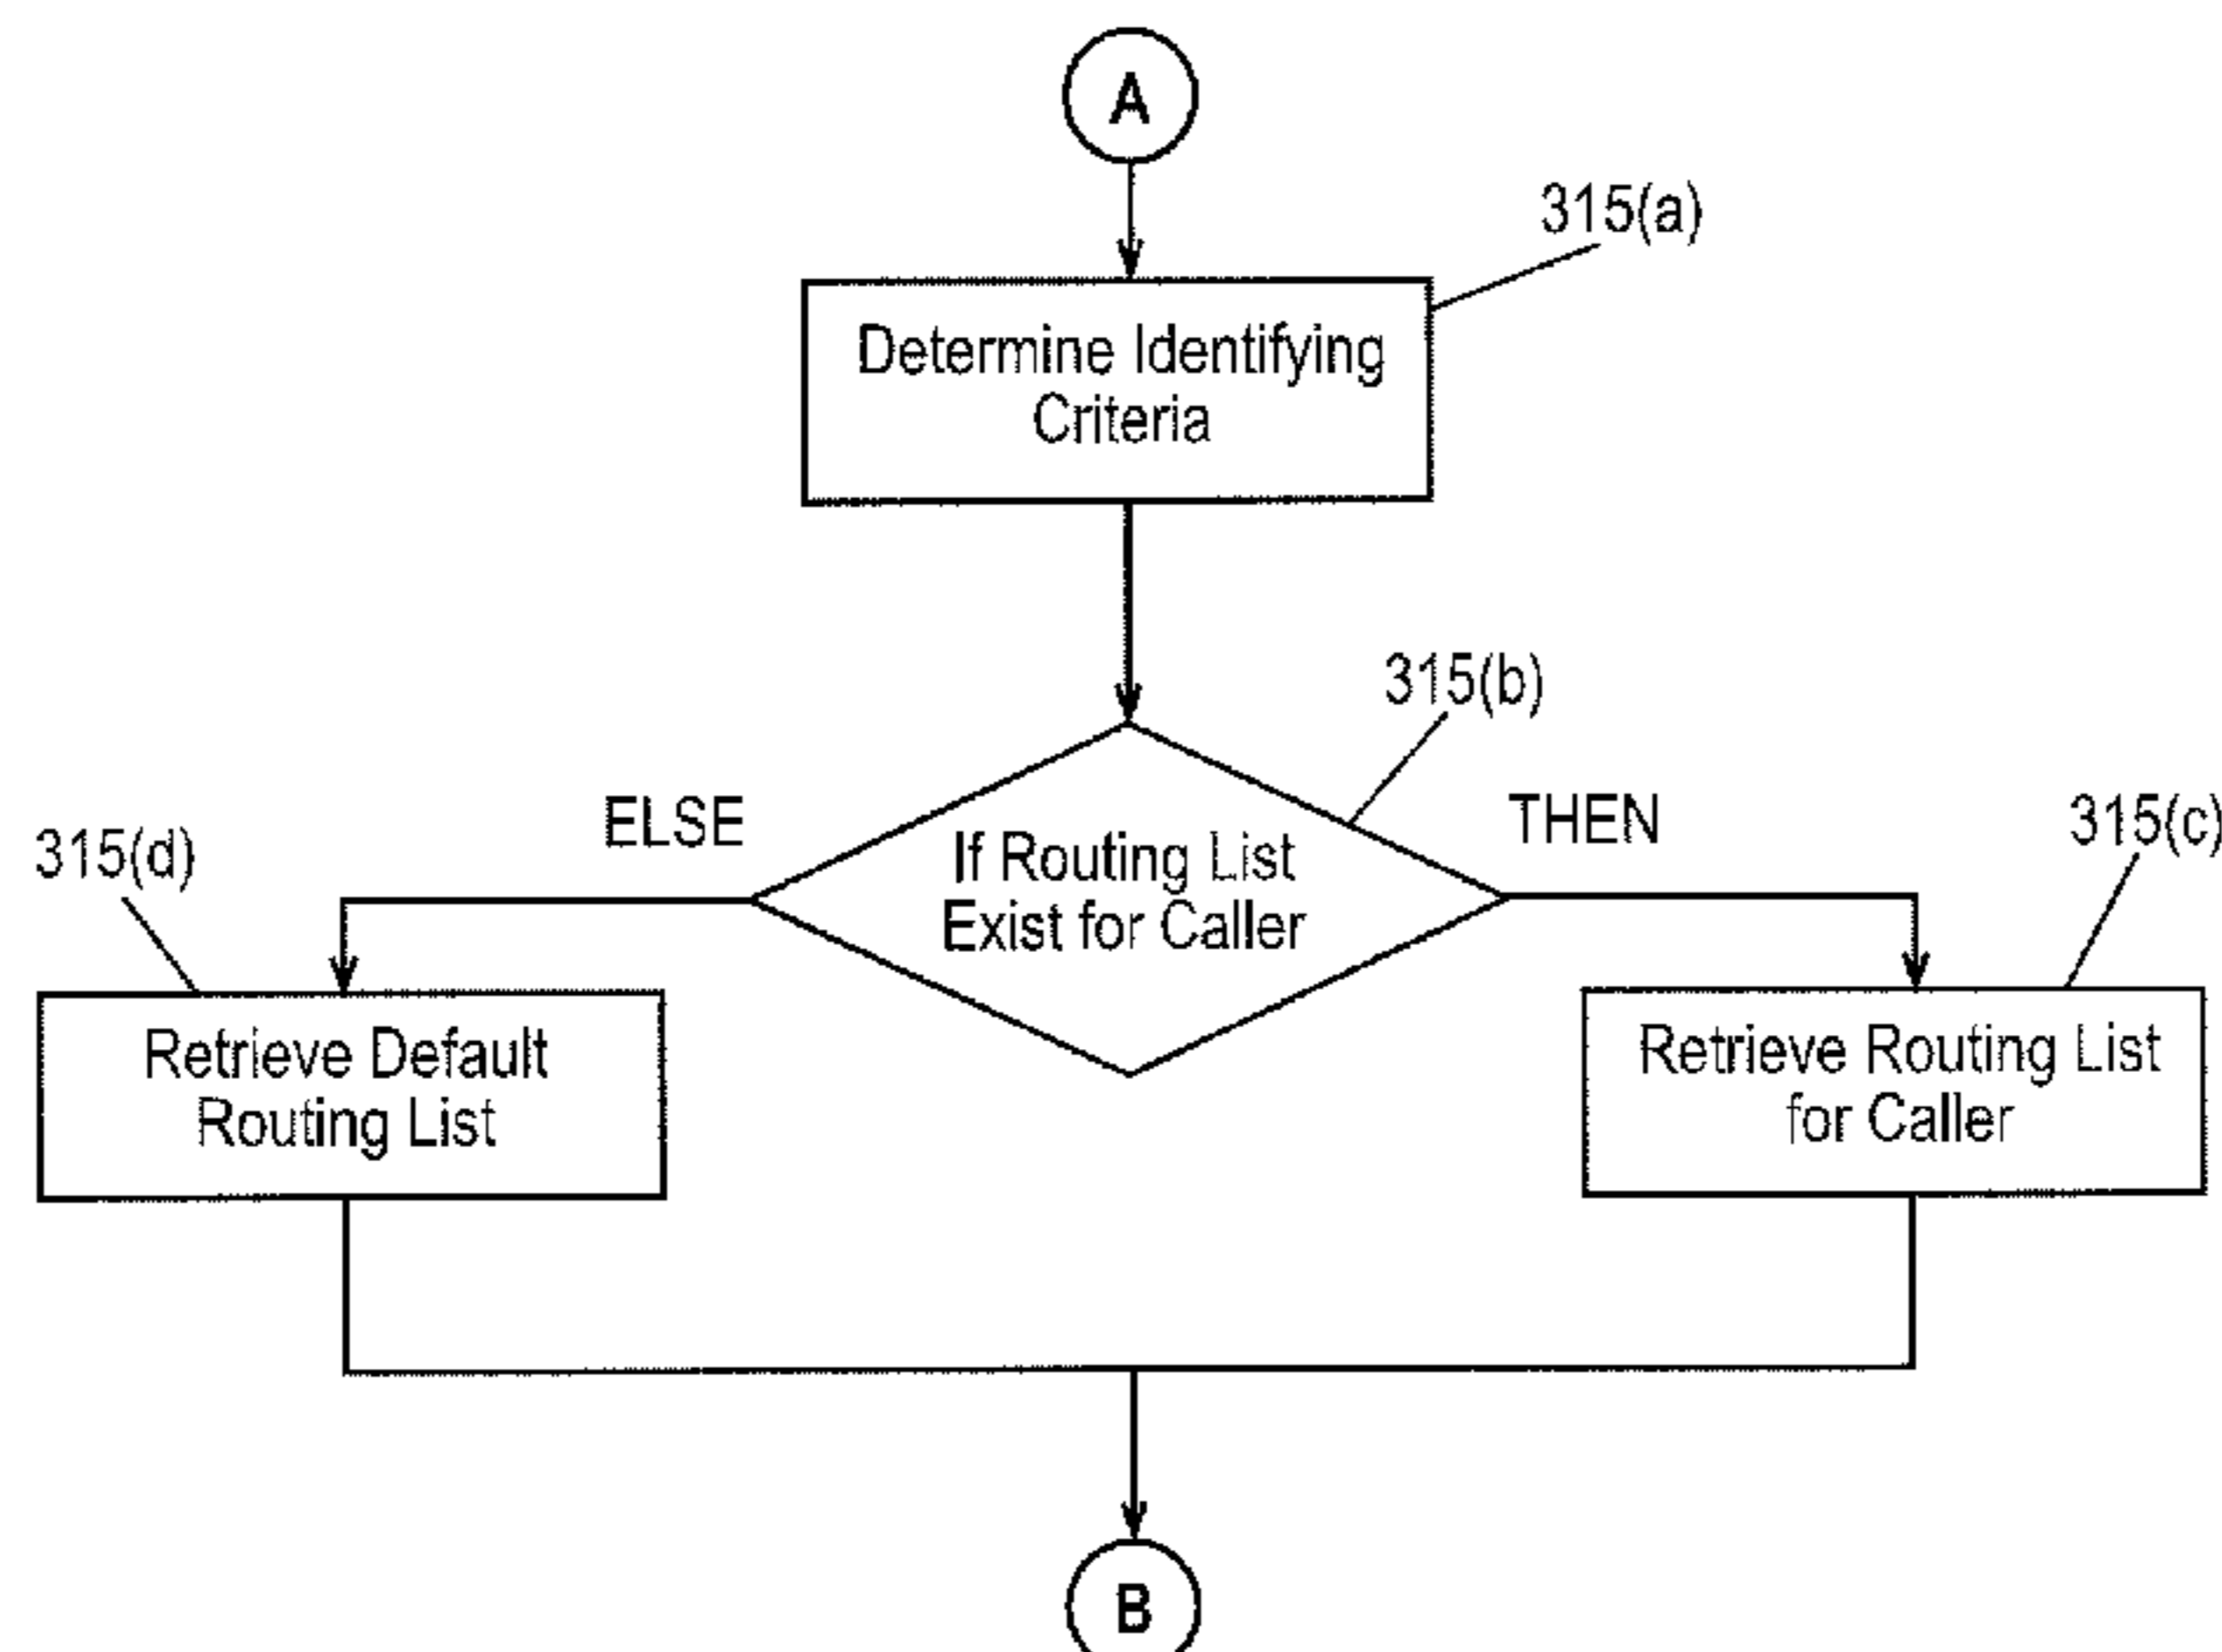 A
315(a)
Determine Identifying
Criteria
315(b)
ELSE
THEN
315(d)
315(c)
If Routing List
Exist for Caller
Retrieve Default
Routing List
Retrieve Routing List
for Caller
B